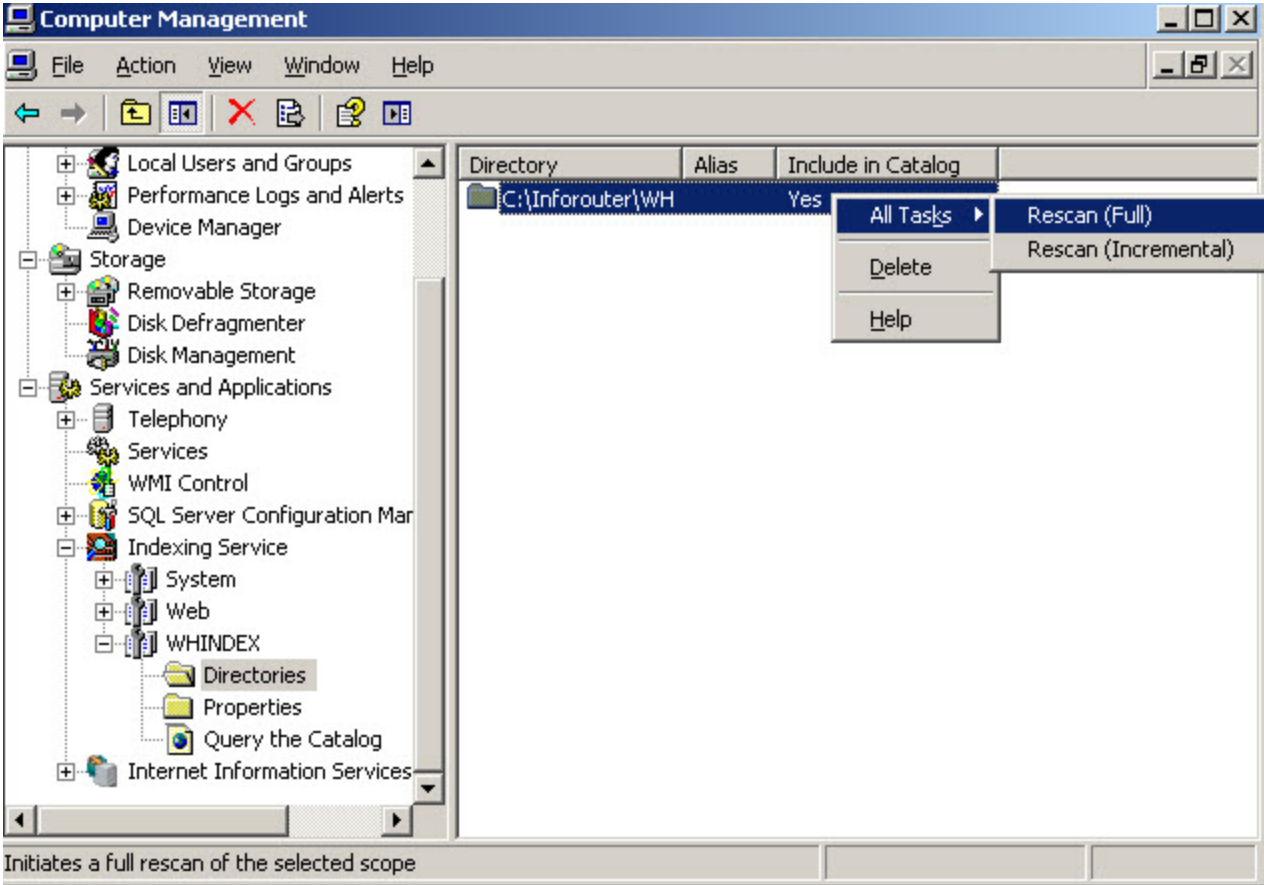 Computer Management
File Action View Window Help
Local Users and Groups
Performance Logs and Alerts
Device Manager
Storage
Removable Storage
Disk Defragmenter
Disk Management
Services and Applications
Telephony
Services
WMI Control
SQL Server Configuration Mar
Indexing Service
System
Web
WHINDEX
Directories
Properties
Query the Catalog
Internet Information Services
Directory Alias Include in Catalog
C:\Inforouter\WH Yes
All Tasks
Delete
Help
Rescan (Full)
Rescan (Incremental)
Initiates a full rescan of the selected scope